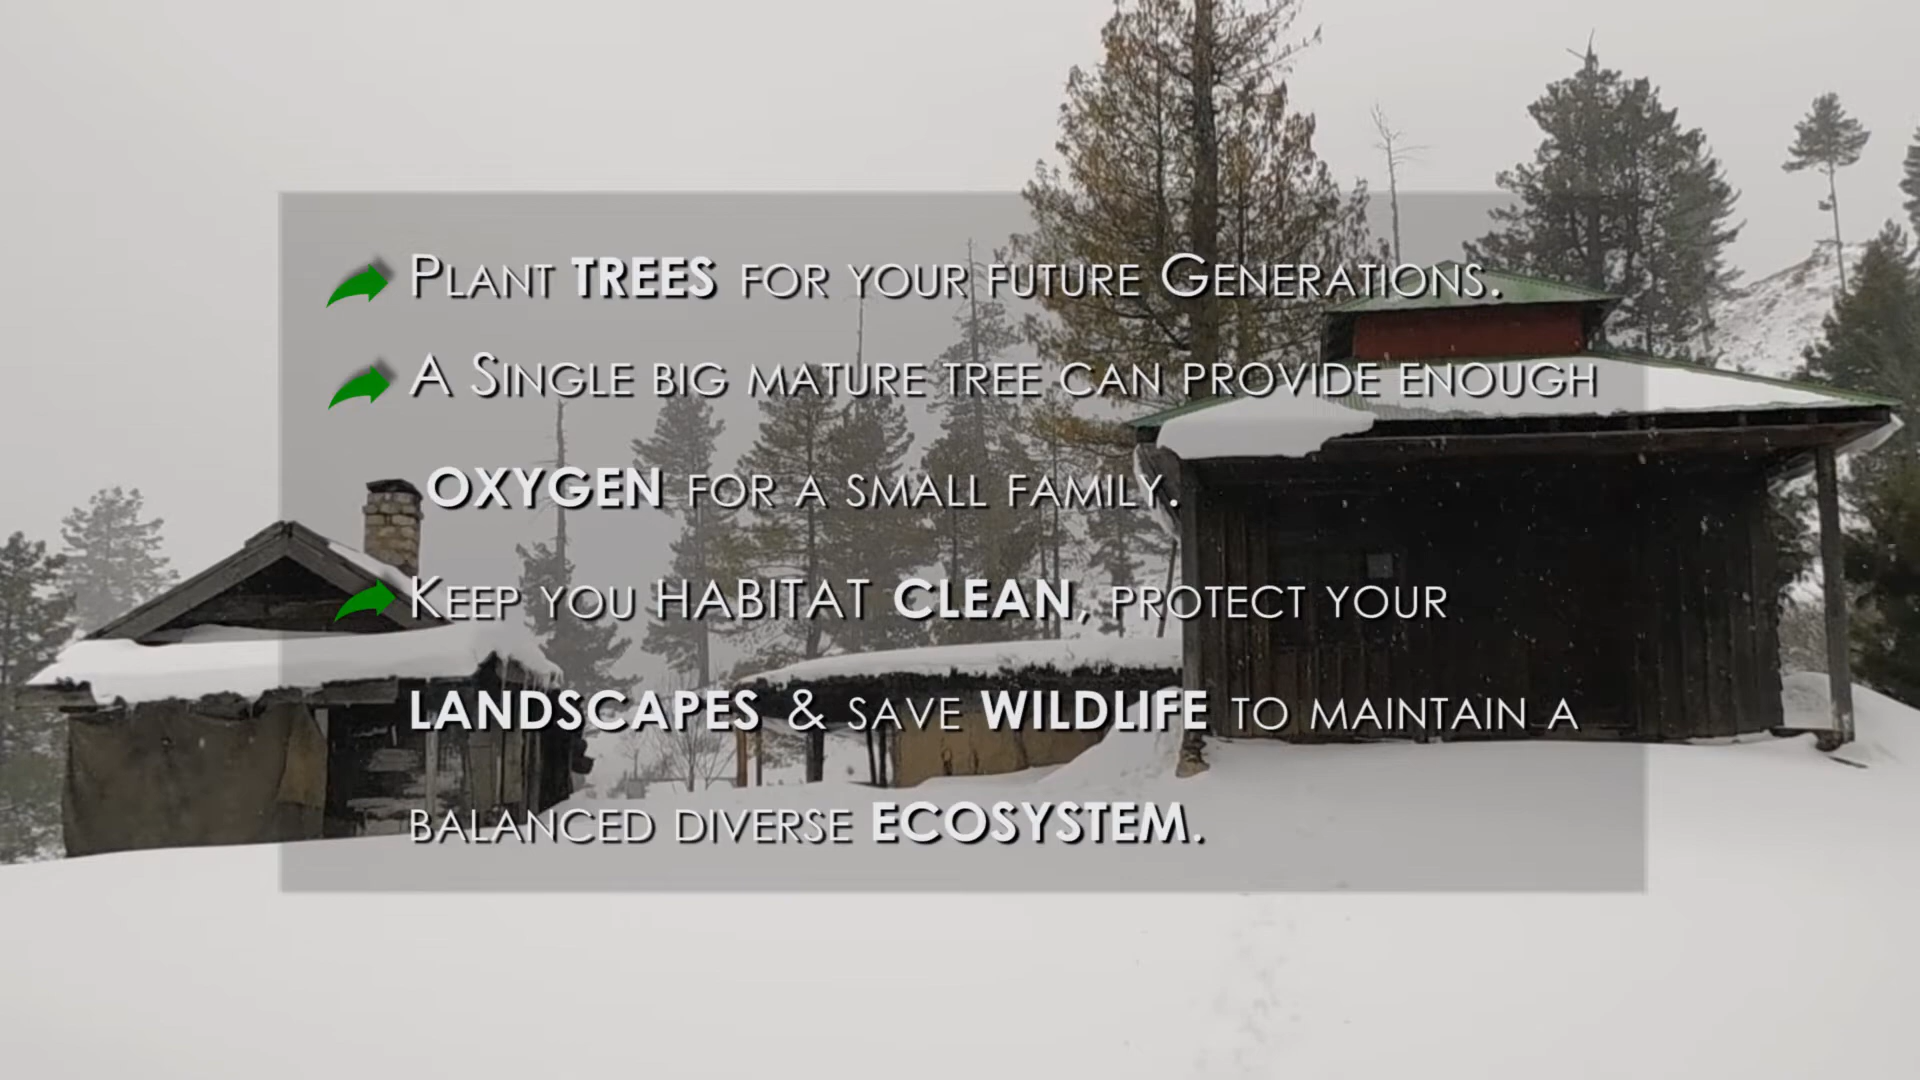 Plant TREES for your future Generations.
A Single big mature tree can provide enough
OXYGEN for a small family.
Keep you HABITAT CLEAN, protect your
LANDSCAPES & save WILDLIFE to maintain a
balanced diverse ECOSYSTEM.